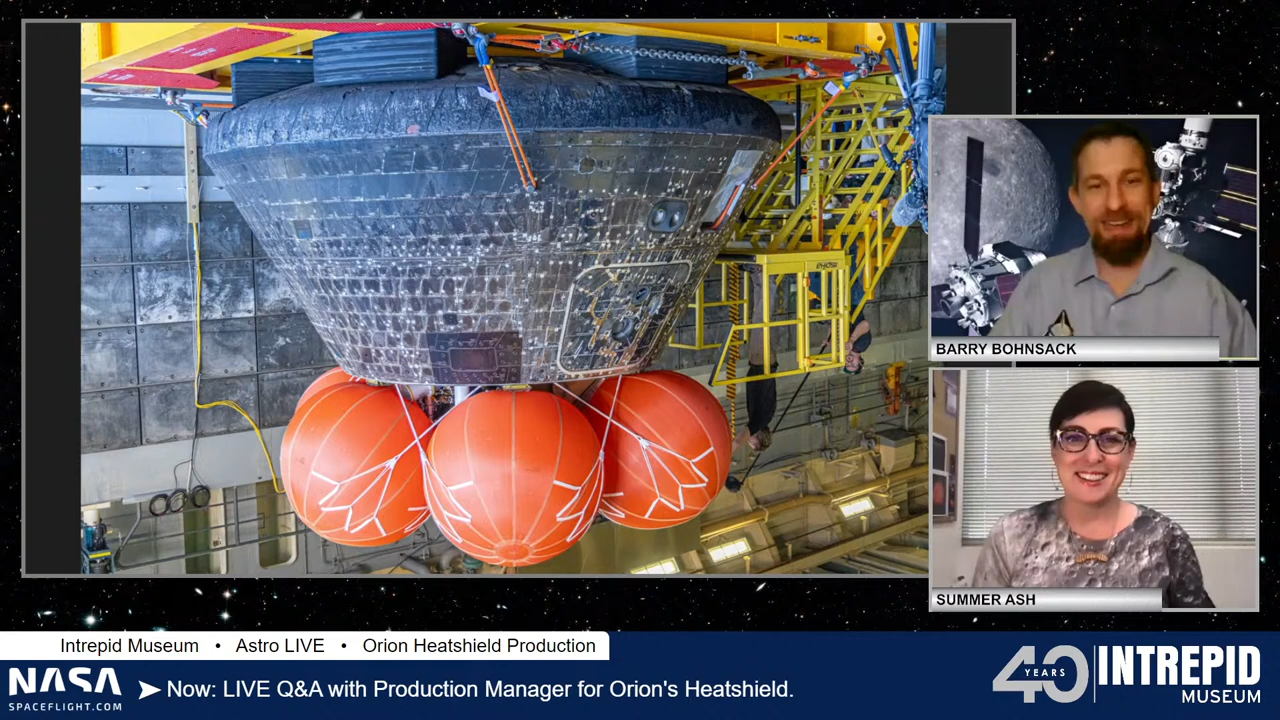 BARRY BOHNSACK
SUMMER ASH
Intrepid Museum • Astro LIVE • Orion Heatshield Production
NASA
SPACEFLIGHT.COM
Now: LIVE Q&A with Production Manager for Orion's Heatshield.
40
YEARS
INTREPID
MUSEUM